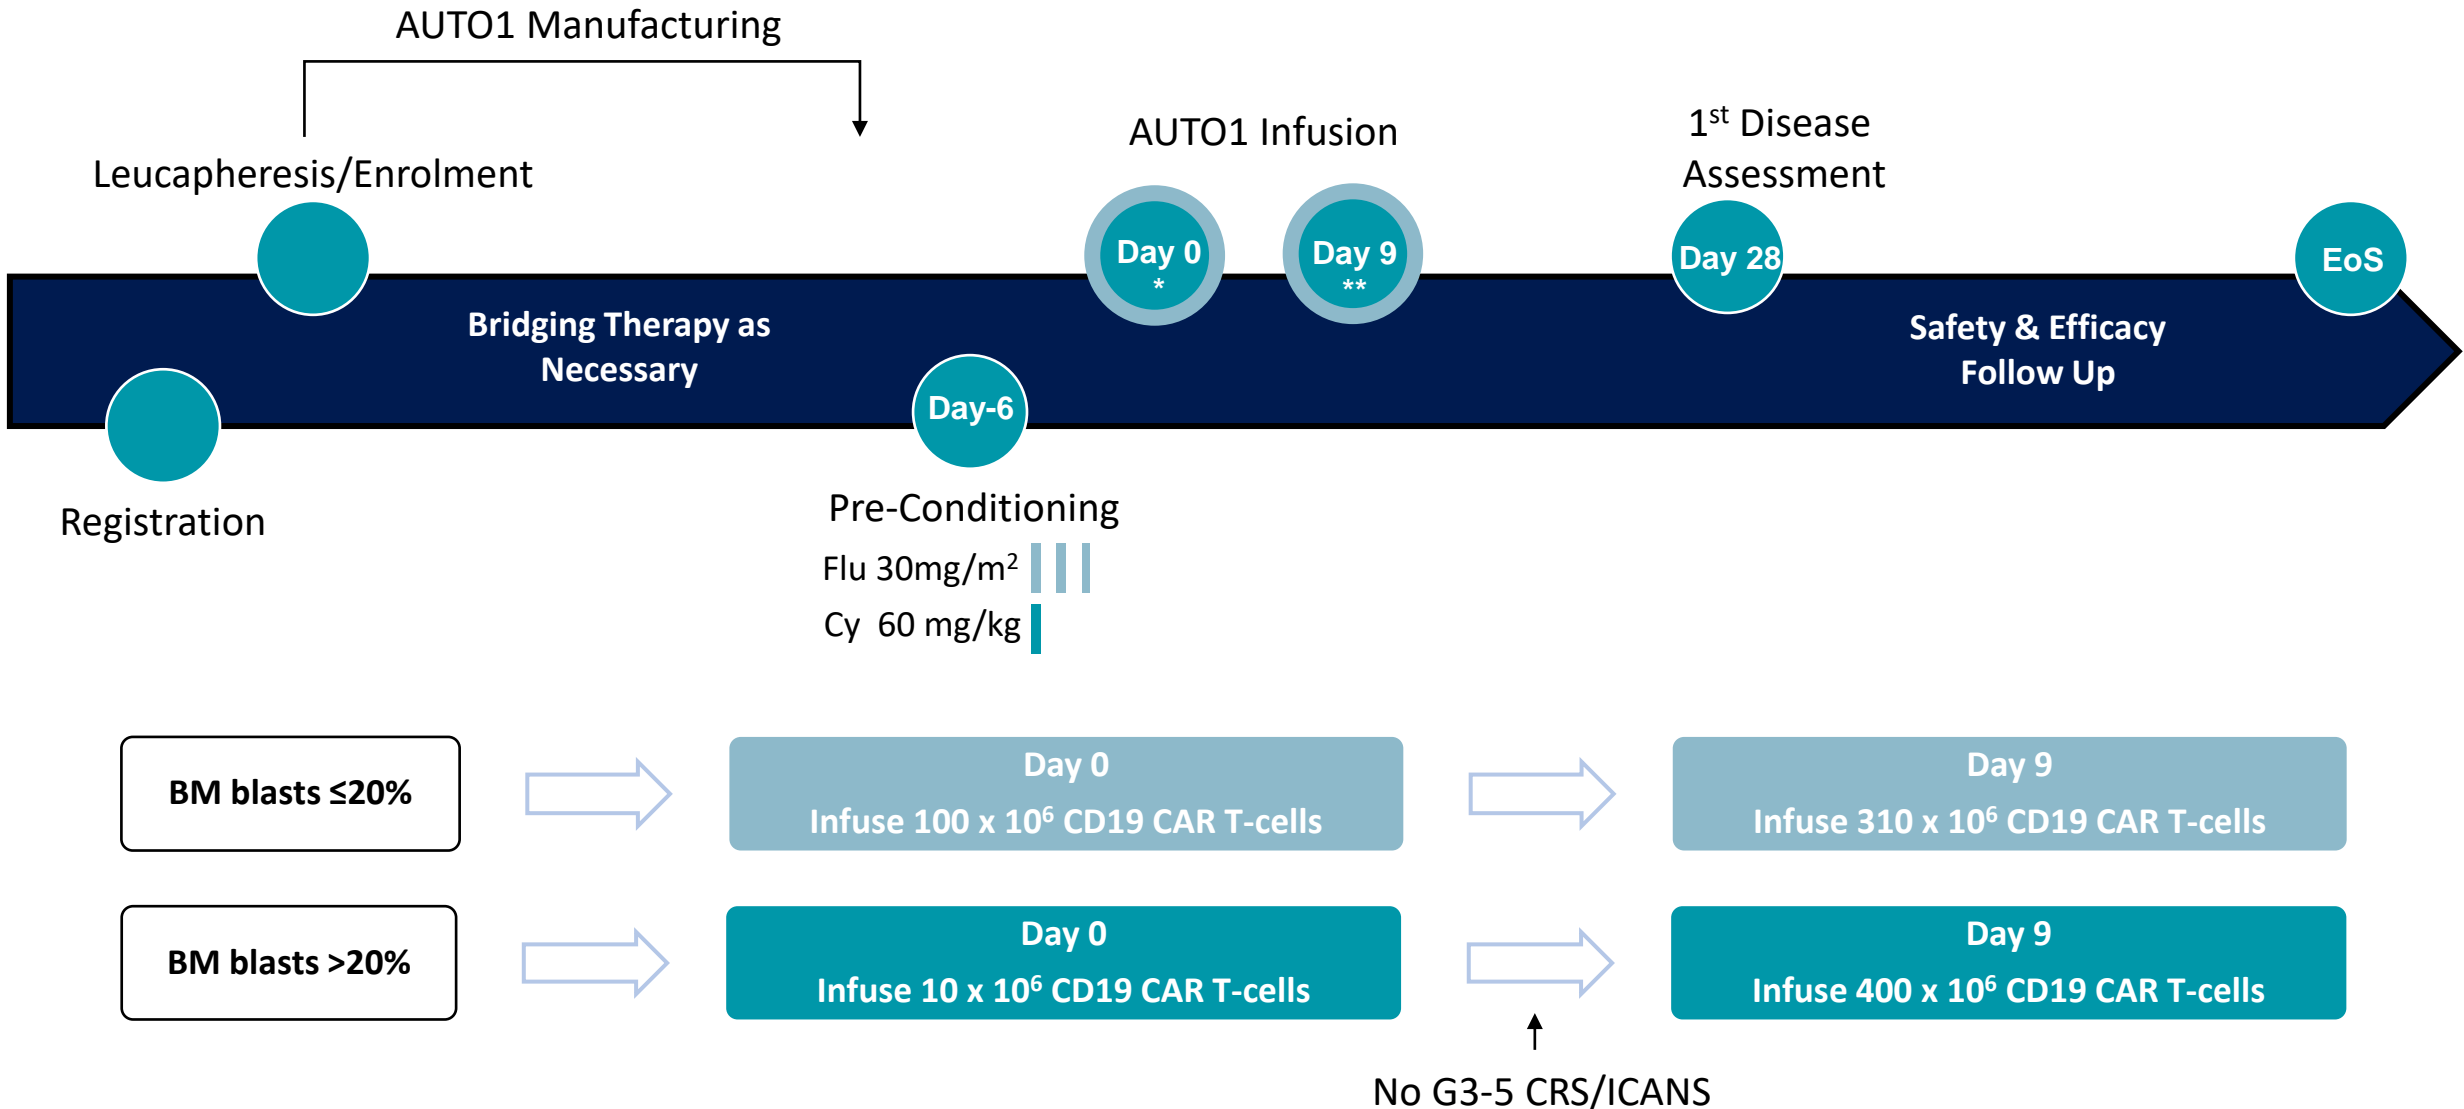 AUTO1 Manufacturing
Leucapheresis/Enrolment
AUTO1 Infusion
1st Disease
Assessment
Day 0
*
Day 9
**
Day 28
EoS
Bridging Therapy as
Necessary
Safety & Efficacy
Follow Up
Day-6
Registration
Pre-Conditioning
Flu 30mg/m²
Cy 60 mg/kg
BM blasts ≤20%
Day 0
Infuse 100 x 10⁶ CD19 CAR T-cells
Day 9
Infuse 310 x 10⁶ CD19 CAR T-cells
BM blasts >20%
Day 0
Infuse 10 x 10⁶ CD19 CAR T-cells
Day 9
Infuse 400 x 10⁶ CD19 CAR T-cells
No G3-5 CRS/ICANS